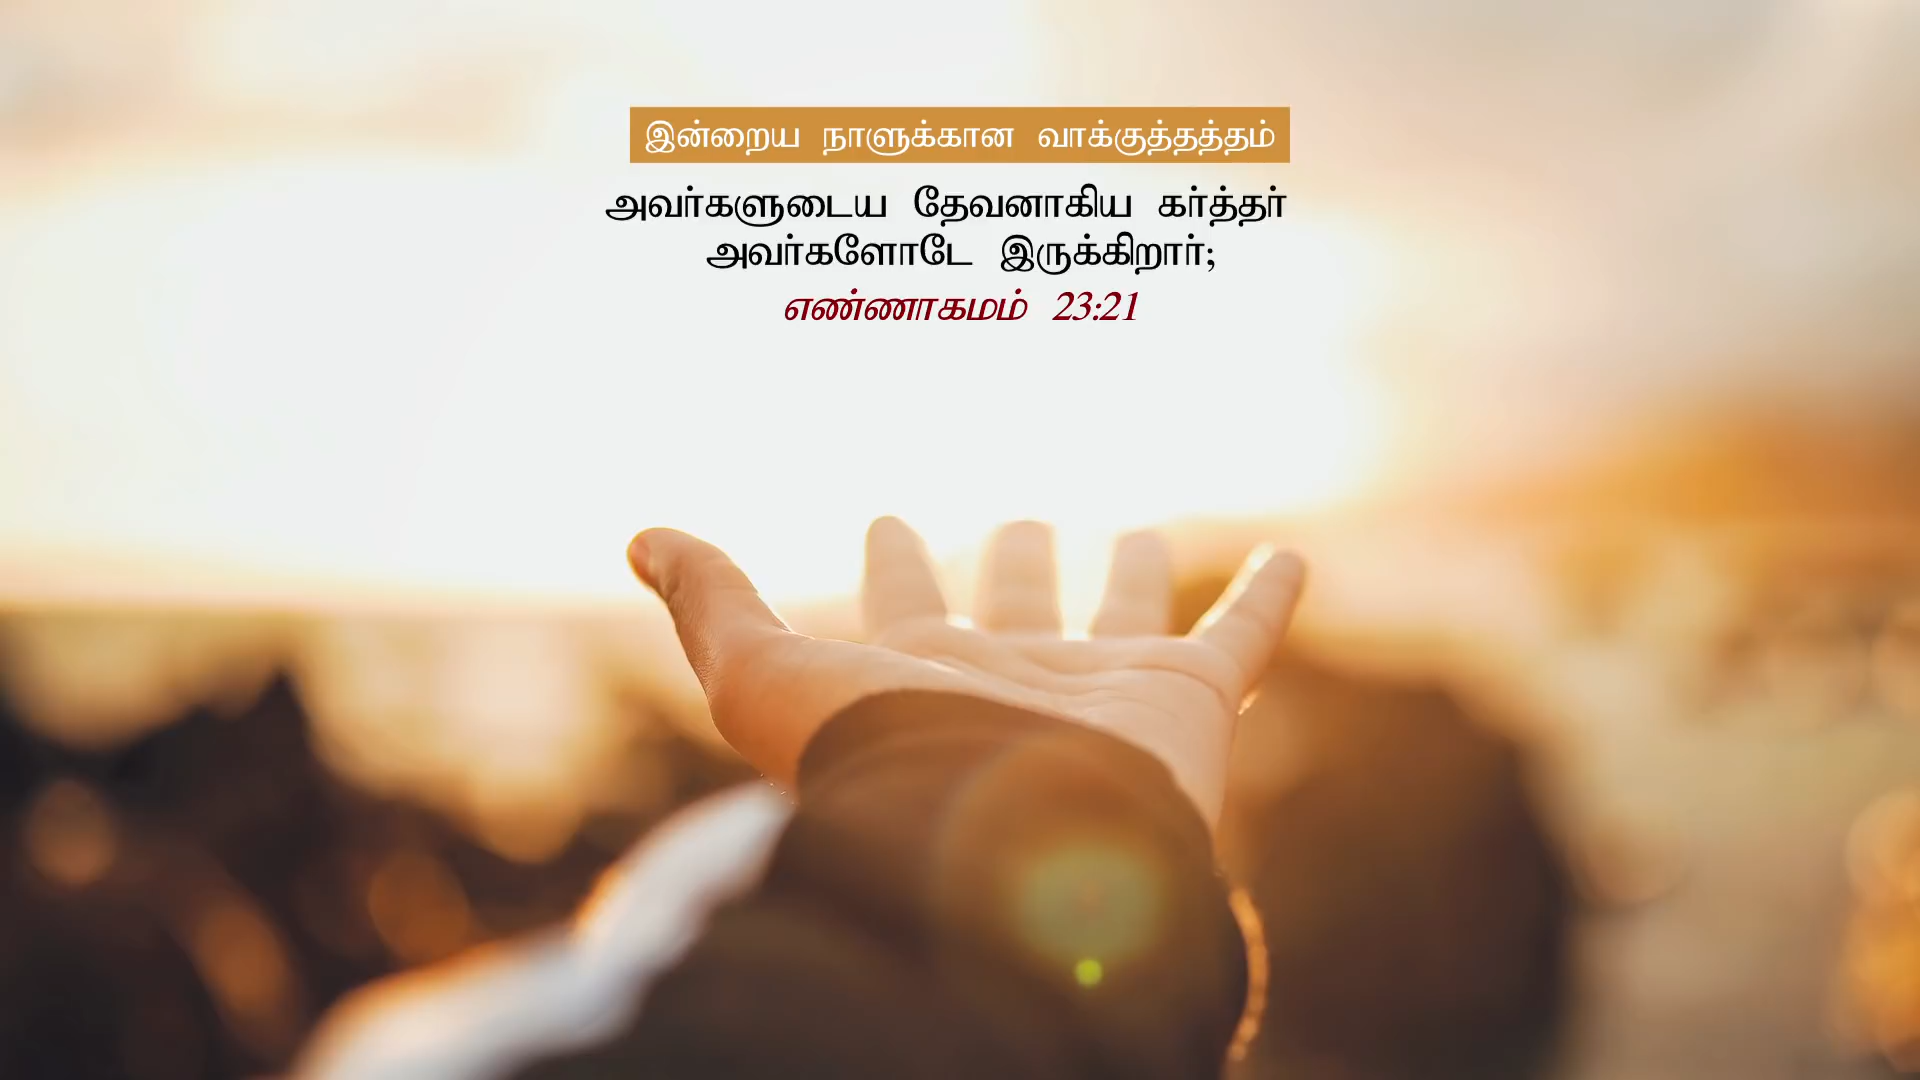 இன்றைய நாளுக்கான வாக்குத்தத்தம்
அவர்களுடைய தேவனாகிய கர்த்தர்
அவர்களோடே இருக்கிறார்;
எண்ணாகமம் 23:21